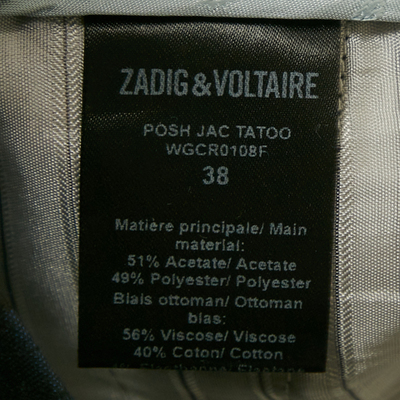 ZADIG&VOLTAIRE
POSH JAC TATOO
WGCR0108F
38
Matière principale/ Main
material:
51% Acetate/ Acetate
49% Polyester/ Polyester
Biais ottoman/ Ottoman
bias:
56% Viscose/ Viscose
40% Coton/ Cotton